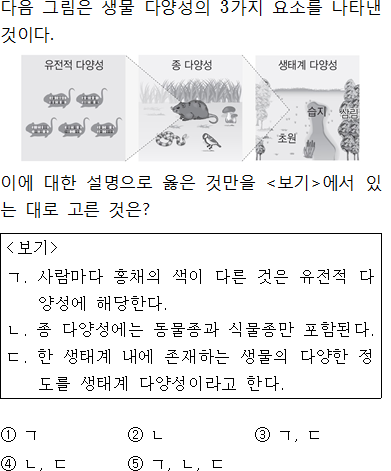 다음 그림은 생물 다양성의 3가지 요소를 나타낸
것이다.
유전적 다양성
종 다양성
생태계 다양성
습지
삼림
초원
이에 대한 설명으로 옳은 것만을 <보기>에서 있
는 대로 고른 것은?
<보기>
ㄱ. 사람마다 홍채의 색이 다른 것은 유전적 다
양성에 해당한다.
ㄴ. 종 다양성에는 동물종과 식물종만 포함된다.
ㄷ. 한 생태계 내에 존재하는 생물의 다양한 정
도를 생태계 다양성이라고 한다.
① ㄱ ② ㄴ ③ ㄱ, ㄷ
④ ㄴ, ㄷ ⑤ ㄱ, ㄴ, ㄷ